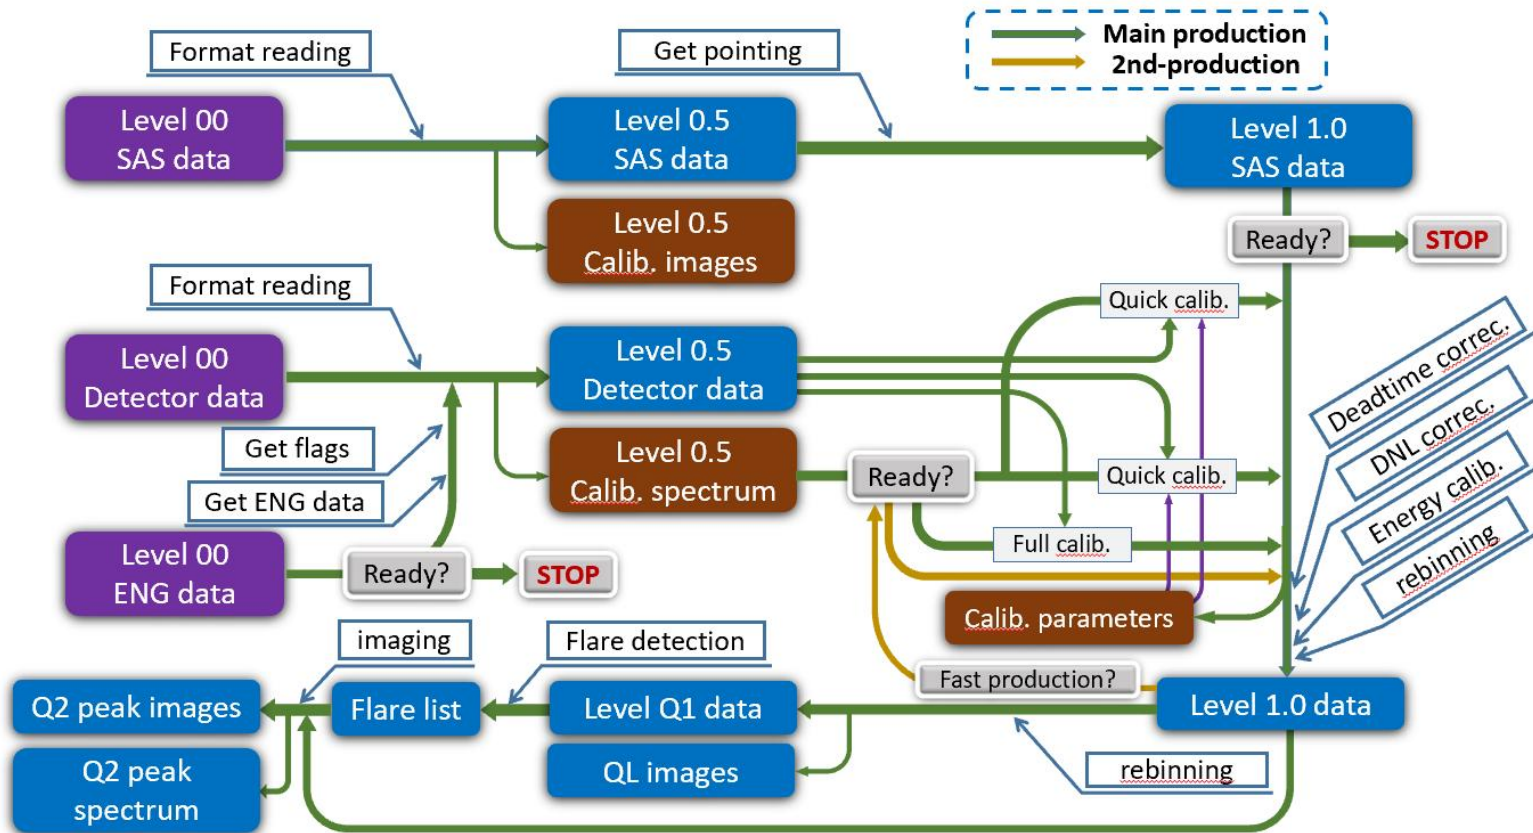 Format reading
Get pointing
Main production
2nd-production
Level 00
SAS data
Level 0.5
SAS data
Level 1.0
SAS data
Level 0.5
Calib. images
Ready?
STOP
Format reading
Quick calib.
Level 00
Detector data
Level 0.5
Detector data
Deadtime correc.
DNL correc.
Energy calib.
rebinning
Get flags
Get ENG data
Level 0.5
Calib. spectrum
Ready?
Quick calib.
Full calib.
Level 00
ENG data
Ready?
STOP
Calib. parameters
imaging
Flare detection
Fast production?
Q2 peak images
Flare list
Level Q1 data
Level 1.0 data
Q2 peak
spectrum
QL images
rebinning